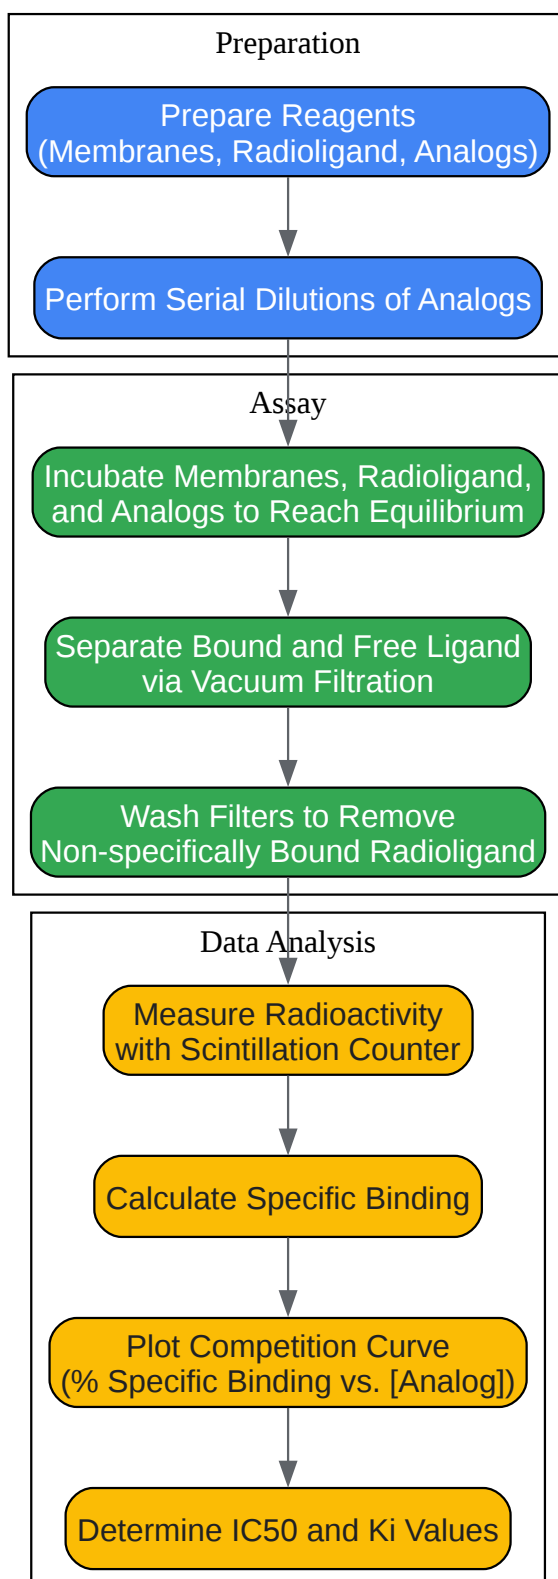 Preparation
Prepare Reagents
(Membranes, Radioligand, Analogs)
Perform Serial Dilutions of Analogs
Assay
Incubate Membranes, Radioligand,
and Analogs to Reach Equilibrium
Separate Bound and Free Ligand
via Vacuum Filtration
Wash Filters to Remove
Non-specifically Bound Radioligand
Data Analysis
Measure Radioactivity
with Scintillation Counter
Calculate Specific Binding
Plot Competition Curve
(% Specific Binding vs. [Analog])
Determine IC50 and Ki Values